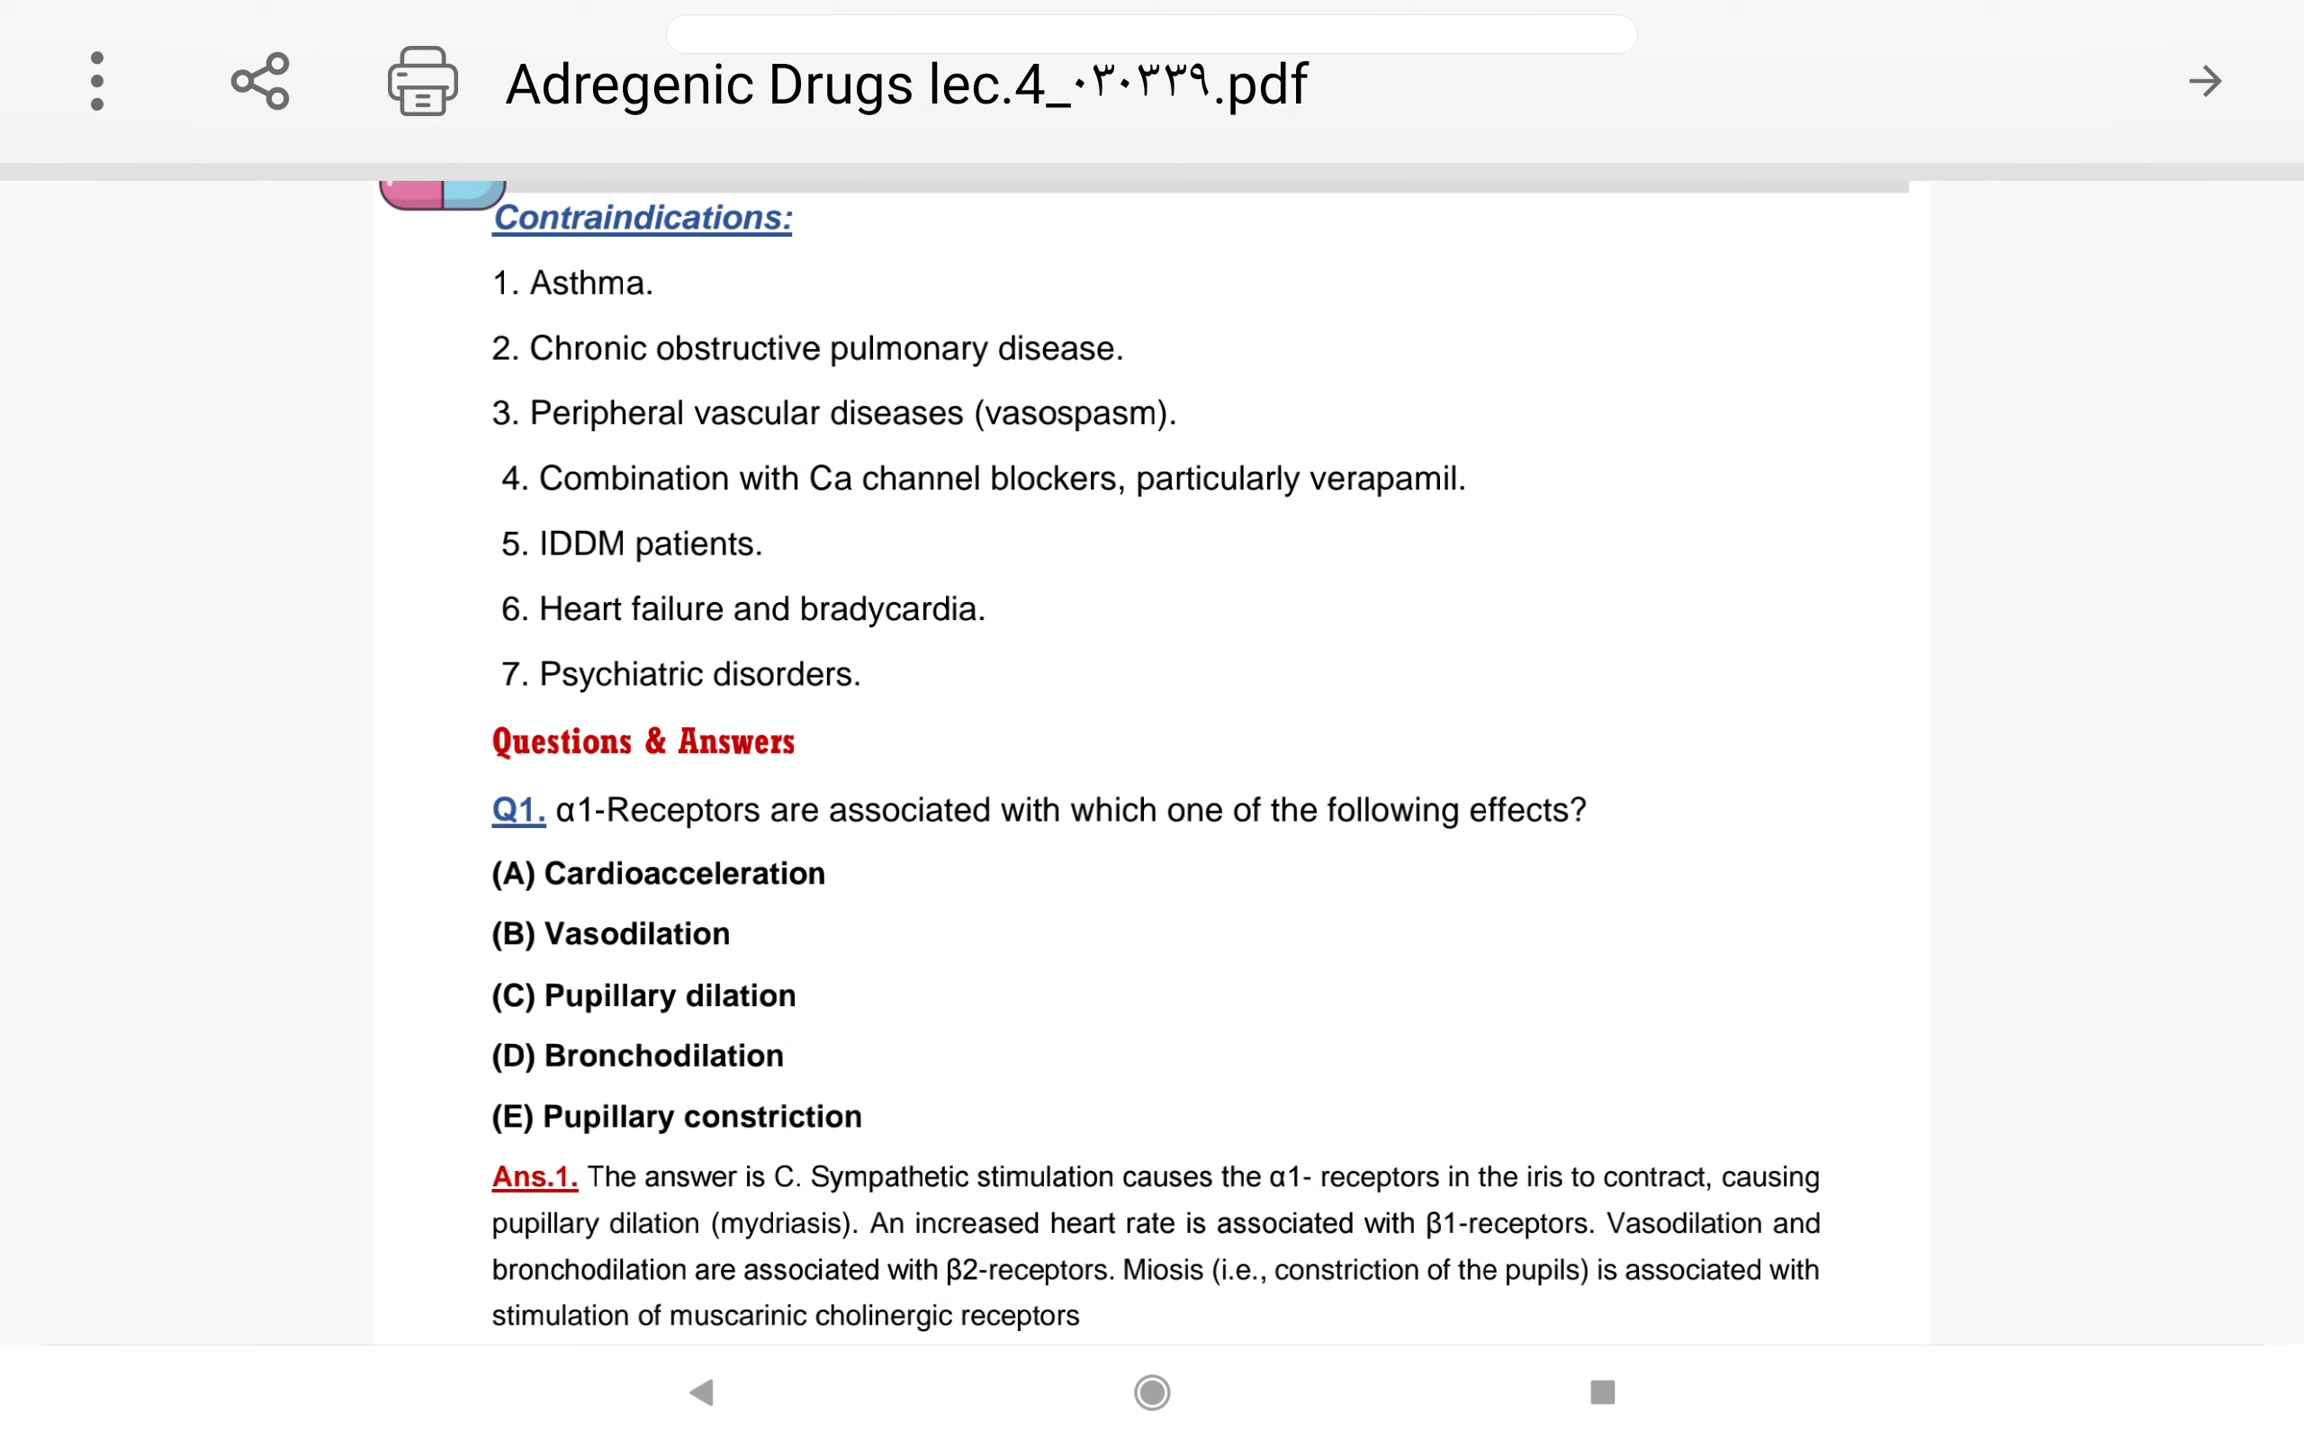 Adregenic Drugs lec.4_٠٣٠٣٣٩.pdf
Contraindications:
1. Asthma.
2. Chronic obstructive pulmonary disease.
3. Peripheral vascular diseases (vasospasm).
4. Combination with Ca channel blockers, particularly verapamil.
5. IDDM patients.
6. Heart failure and bradycardia.
7. Psychiatric disorders.
Questions & Answers
Q1. α1-Receptors are associated with which one of the following effects?
(A) Cardioacceleration
(B) Vasodilation
(C) Pupillary dilation
(D) Bronchodilation
(E) Pupillary constriction
Ans.1. The answer is C. Sympathetic stimulation causes the α1- receptors in the iris to contract, causing
pupillary dilation (mydriasis). An increased heart rate is associated with β1-receptors. Vasodilation and
bronchodilation are associated with β2-receptors. Miosis (i.e., constriction of the pupils) is associated with
stimulation of muscarinic cholinergic receptors